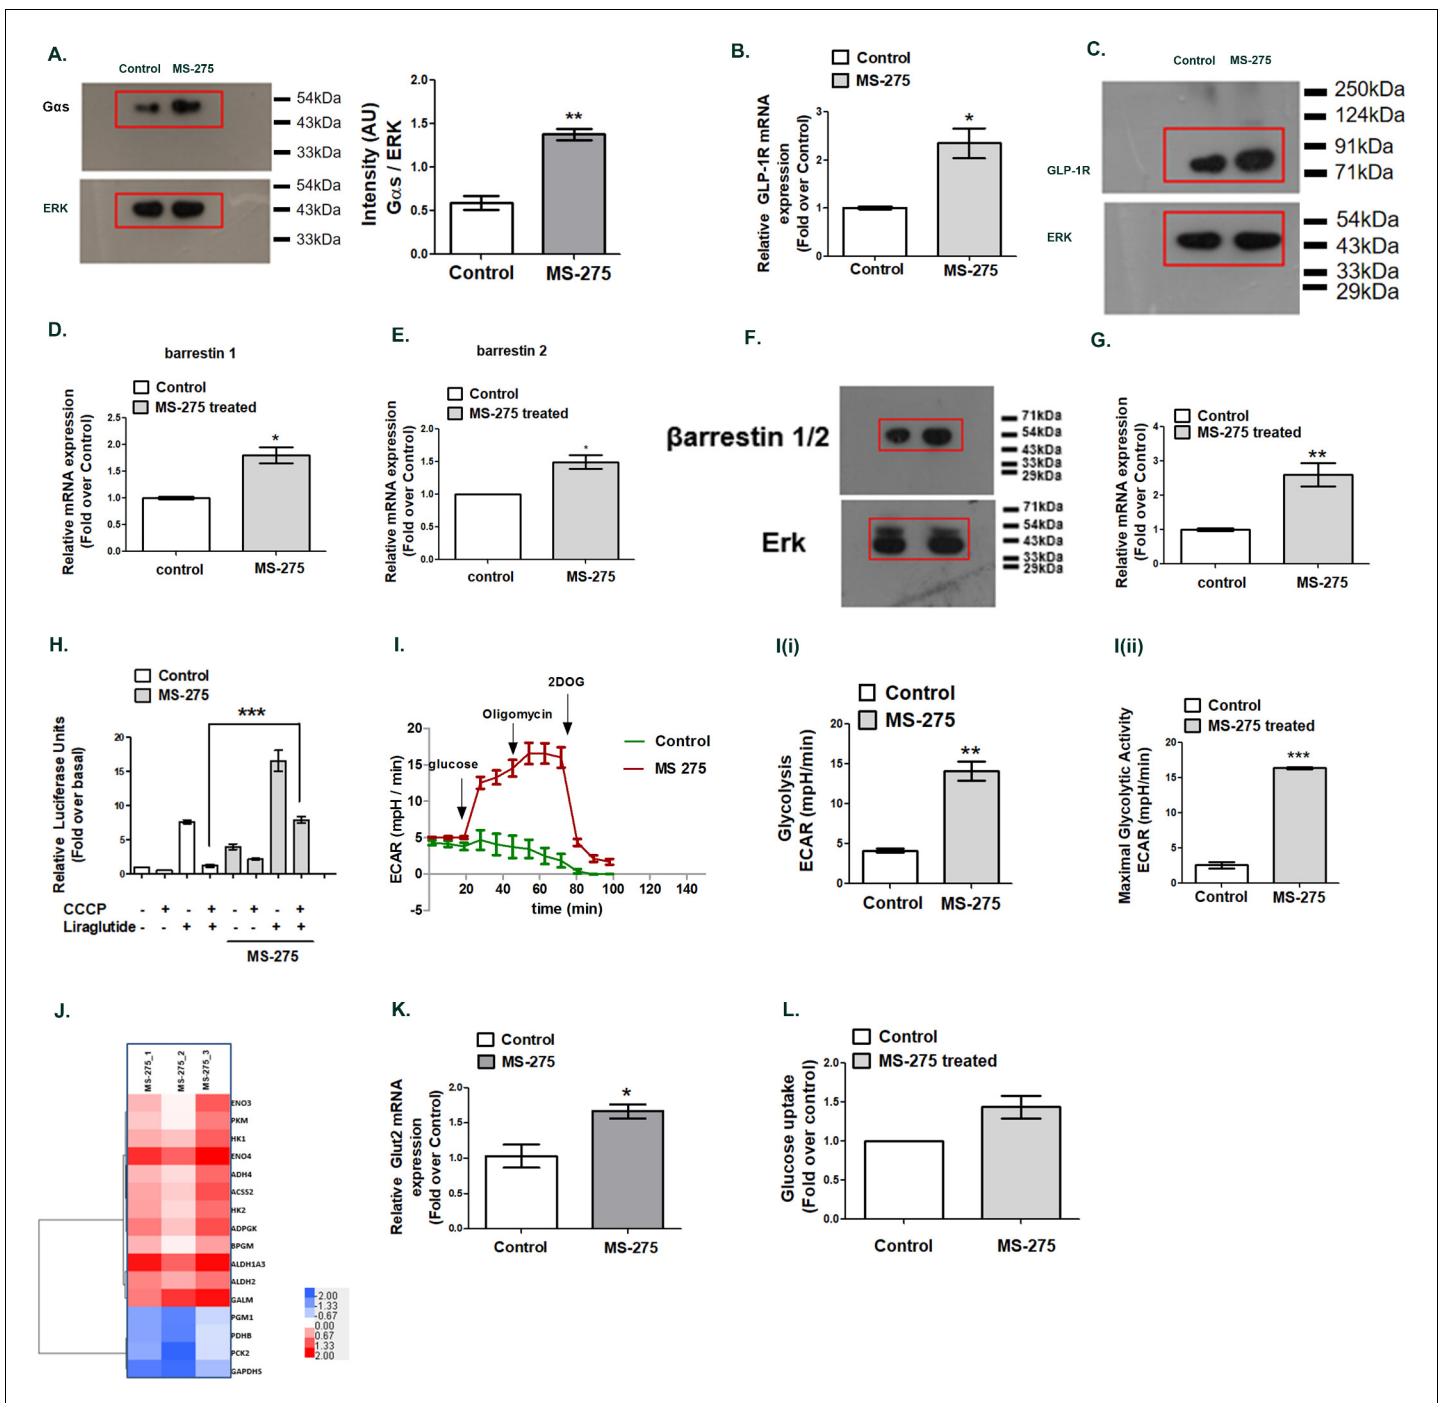 A.
Control MS-275
Gαs
54kDa
43kDa
33kDa
ERK
54kDa
43kDa
33kDa
Intensity (AU)
Gαs / ERK
2.0
1.5
1.0
0.5
0.0
**
Control MS-275
B.
Control
MS-275
Relative GLP-1R mRNA
expression
(Fold over Control)
3
2
1
0
*
Control MS-275
C.
Control MS-275
GLP-1R
250kDa
124kDa
91kDa
71kDa
ERK
54kDa
43kDa
33kDa
29kDa
D.
barrestin 1
Control
MS-275 treated
Relative mRNA expression
(Fold over Control)
2.5
2.0
1.5
1.0
0.5
0.0
*
control MS-275
E.
barrestin 2
Control
MS-275 treated
Relative mRNA expression
(Fold over Control)
2.0
1.5
1.0
0.5
0.0
*
control MS-275
F.
βarrestin 1/2
71kDa
54kDa
43kDa
33kDa
29kDa
Erk
71kDa
54kDa
43kDa
33kDa
29kDa
G.
Control
MS-275 treated
Relative mRNA expression
(Fold over Control)
4
3
2
1
0
**
control MS-275
H.
Control
MS-275
Relative Luciferase Units
(Fold over basal)
20
15
10
5
0
***
CCCP - + - + - + - +
Liraglutide - - + + - - + +
MS-275
I.
2DOG
Oligomycin
glucose
Control
MS 275
ECAR (mpH / min)
20
15
10
5
0
-5
20 40 60 80 100 120 140
time (min)
I(i)
Control
MS-275
Glycolysis
ECAR (mpH/min)
20
15
10
5
0
**
Control MS-275
I(ii)
Control
MS-275 treated
Maximal Glycolytic Activity
ECAR (mpH/min)
20
15
10
5
0
***
Control MS-275
J.
MS-275_1
MS-275_2
MS-275_3
ENO3
PKM
HK1
ENO4
ADH4
ACSS2
HK2
ADPGK
BPGM
ALDH1A3
ALDH2
GALM
PGM1
PDHB
PCK2
GAPDHS
-2.00
-1.33
-0.67
0.00
0.67
1.33
2.00
K.
Control
MS-275
Relative Glut2 mRNA
expression
(Fold over Control)
2.0
1.5
1.0
0.5
0.0
*
Control MS-275
L.
Control
MS-275 treated
Glucose uptake
(Fold over control)
2.0
1.5
1.0
0.5
0.0
Control MS-275